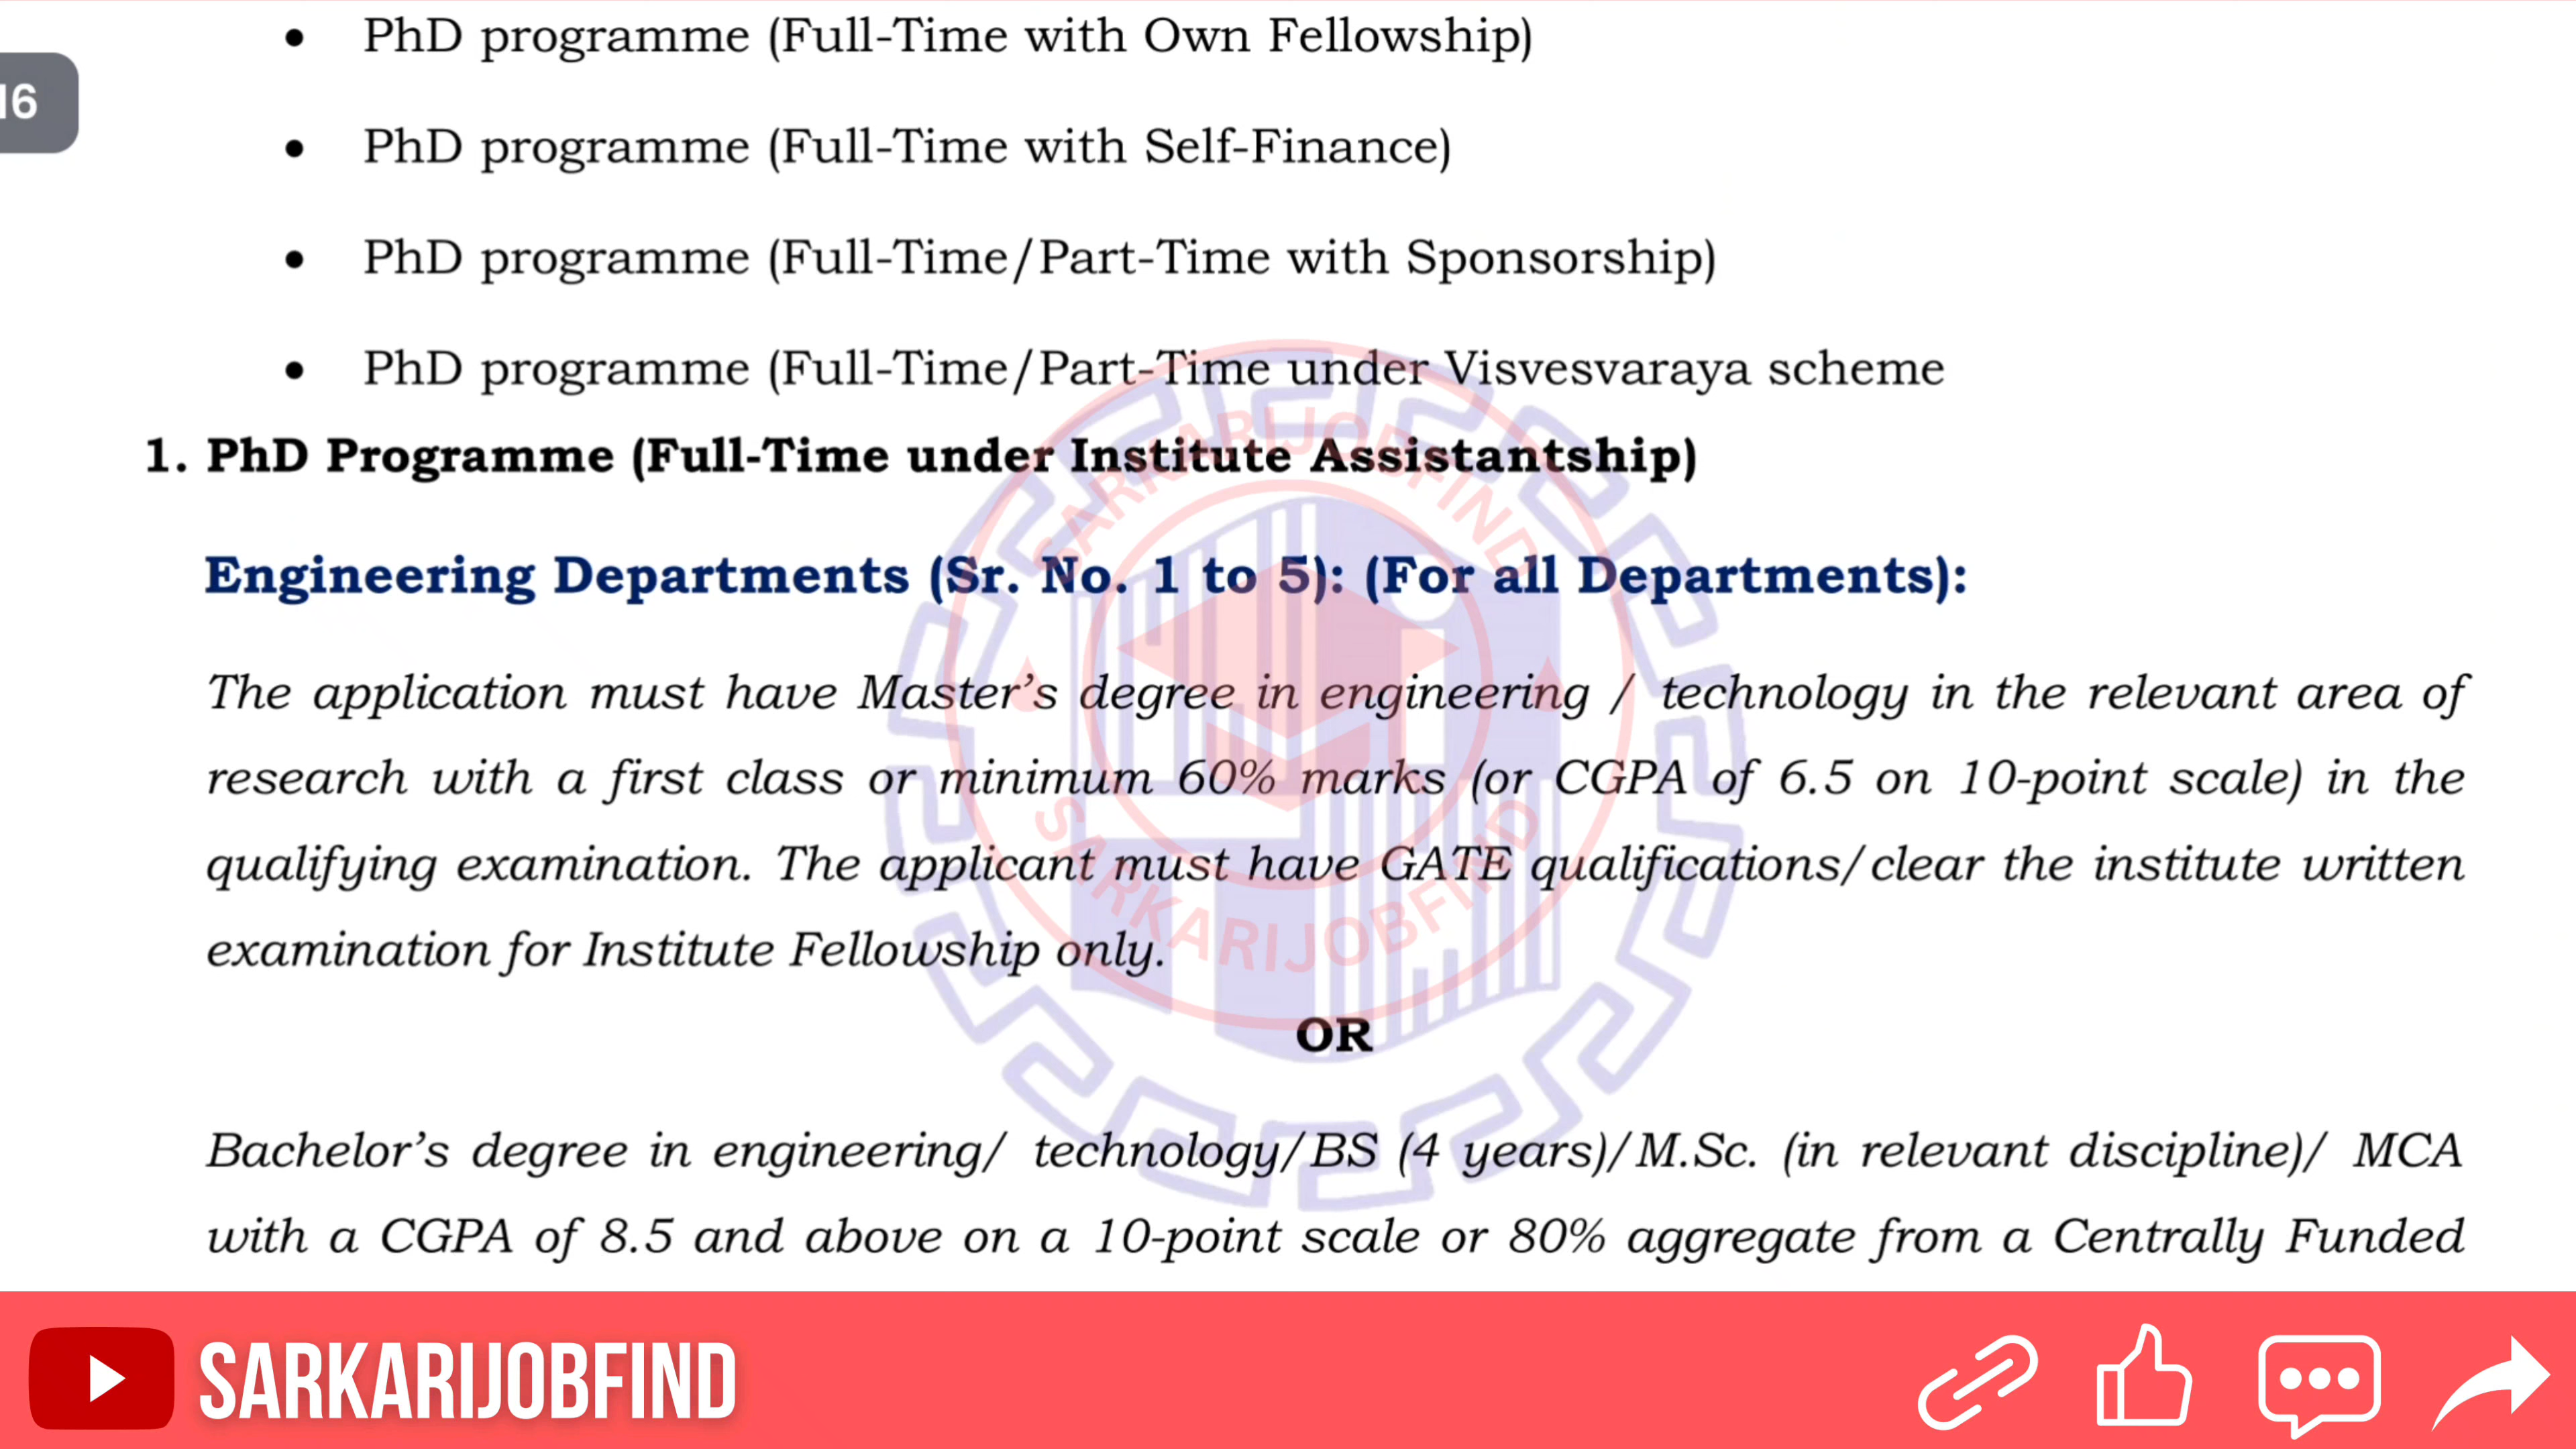 • PhD programme (Full-Time with Own Fellowship)
16
• PhD programme (Full-Time with Self-Finance)
• PhD programme (Full-Time/Part-Time with Sponsorship)
• PhD programme (Full-Time/Part-Time under Visvesvaraya scheme
1. PhD Programme (Full-Time under Institute Assistantship)
Engineering Departments (Sr. No. 1 to 5): (For all Departments):
The application must have Master’s degree in engineering / technology in the relevant area of
research with a first class or minimum 60% marks (or CGPA of 6.5 on 10-point scale) in the
qualifying examination. The applicant must have GATE qualifications/clear the institute written
examination for Institute Fellowship only.
OR
Bachelor’s degree in engineering/ technology/BS (4 years)/M.Sc. (in relevant discipline)/ MCA
with a CGPA of 8.5 and above on a 10-point scale or 80% aggregate from a Centrally Funded
SARKARIJOBFIND
SARKARIJOBFIND
SARKARIJOBFIND